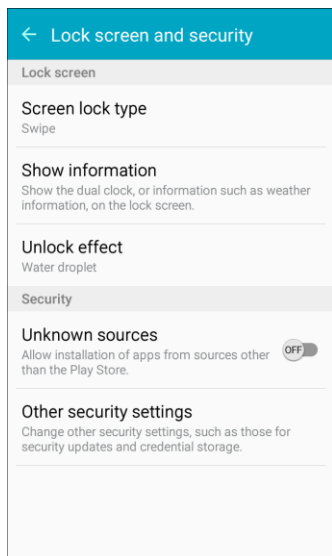 Lock screen and security
Lock screen
Screen lock type
Swipe
Show information
Show the dual clock, or information such as weather
information, on the lock screen.
Unlock effect
Water droplet
Security
Unknown sources
Allow installation of apps from sources other
than the Play Store.
OFF
Other security settings
Change other security settings, such as those for
security updates and credential storage.